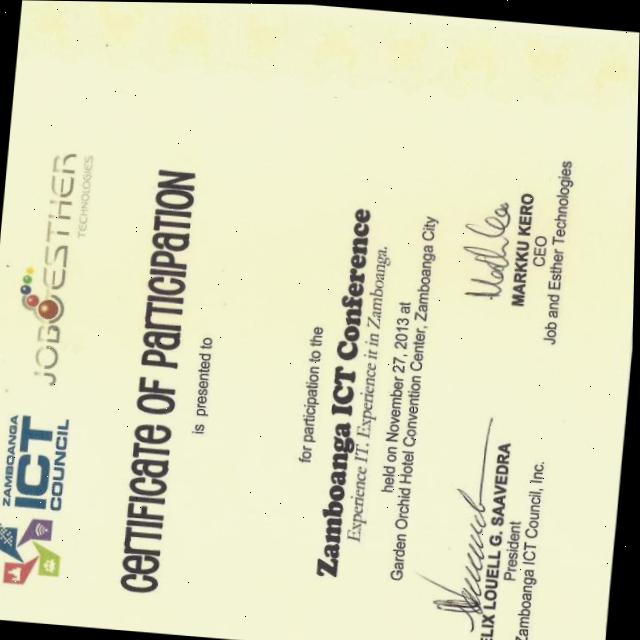 ZAMBOANGA
ICT
COUNCIL
JOB ESTHER
TECHNOLOGIES
CERTIFICATE OF PARTICIPATION
is presented to
for participation to the
Zamboanga ICT Conference
Experience IT. Experience it in Zamboanga.
held on November 27, 2013 at
Garden Orchid Hotel Convention Center, Zamboanga City
ELIX LOUELL G. SAAVEDRA
President
Zamboanga ICT Council, Inc.
MARKKU KERO
CEO
Job and Esther Technologies